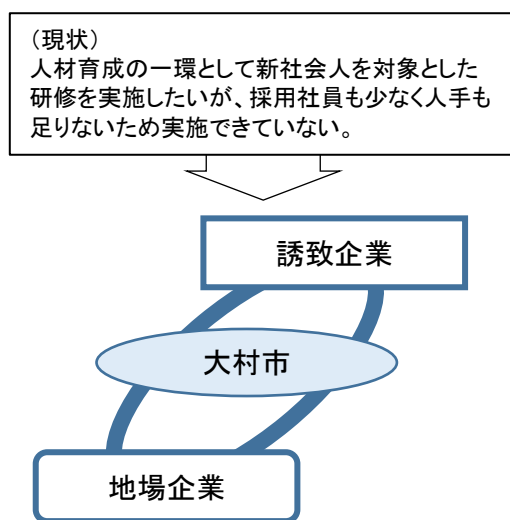 （現状）
人材育成の一環として新社会人を対象とした
研修を実施したいが、採用社員も少なく人手も
足りないため実施できていない。
誘致企業
大村市
地場企業